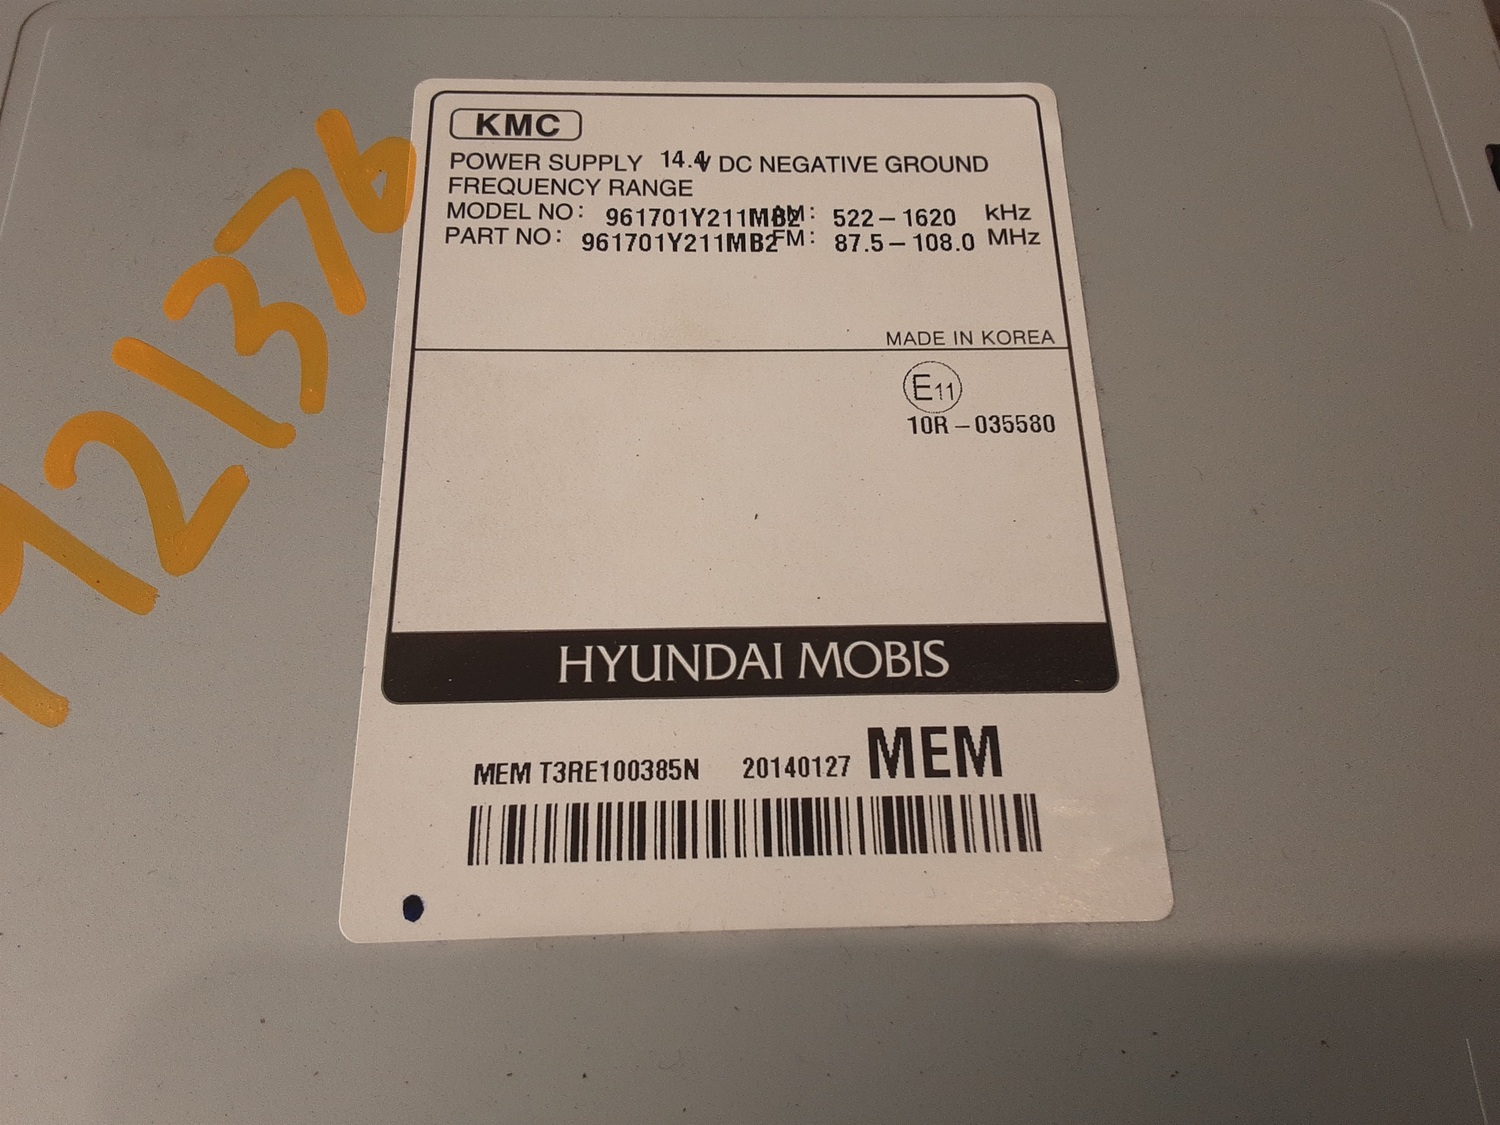 KMC
POWER SUPPLY 14.4V DC NEGATIVE GROUND
FREQUENCY RANGE
MODEL NO: 961701Y211MB2 AM: 522-1620 kHz
PART NO: 961701Y211MB2 FM: 87.5-108.0 MHz
MADE IN KOREA
E11
10R-035580
HYUNDAI MOBIS
MEM T3RE100385N 20140127 MEM